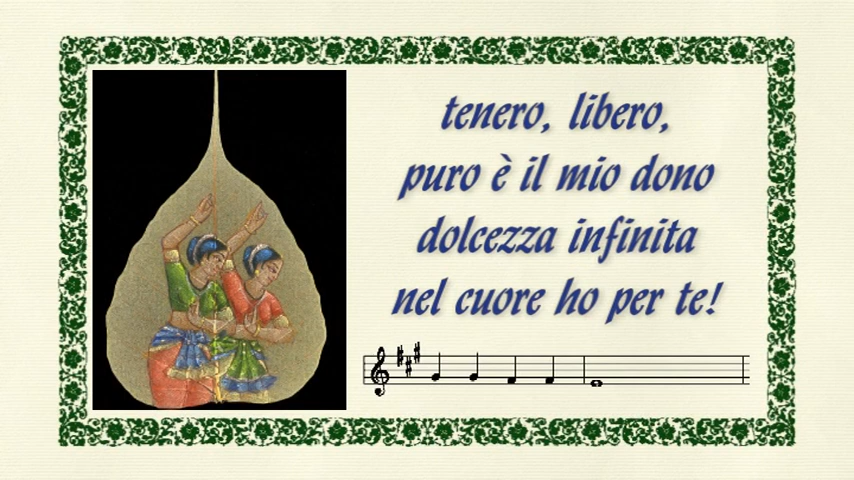 tenero, libero,
puro è il mio dono
dolcezza infinita
nel cuore ho per te!